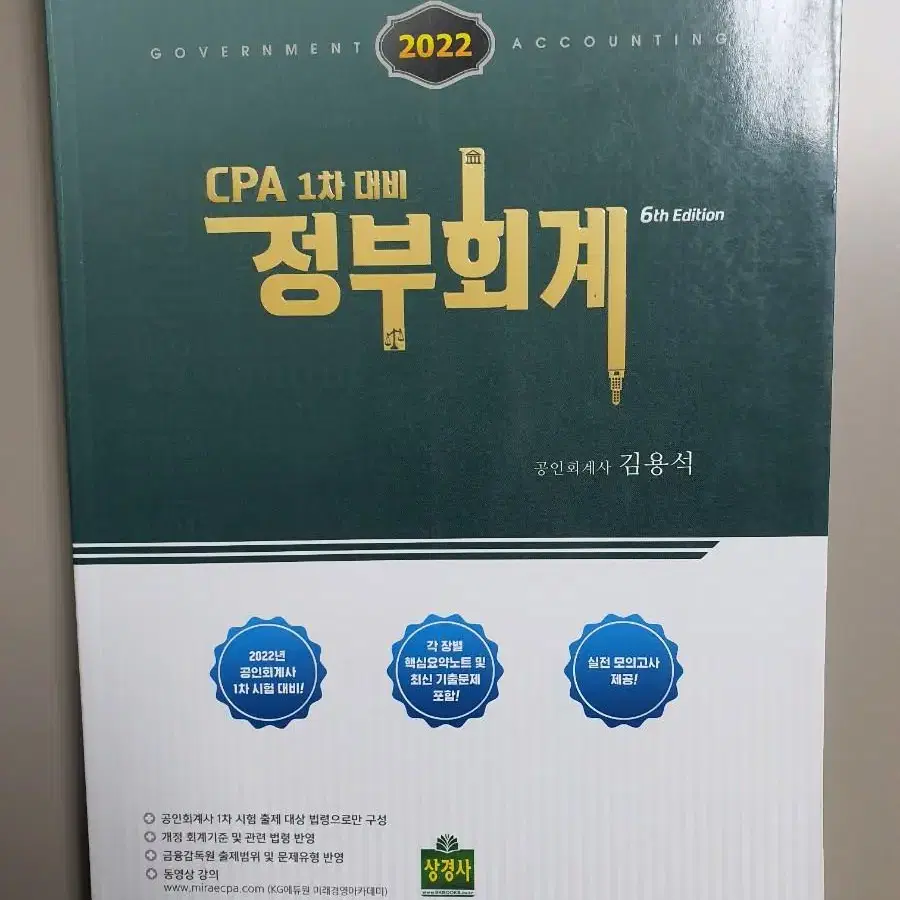 GOVERNMENT 2022 ACCOUNTING
CPA 1차 대비
정부회계
6th Edition
공인회계사 김용석
2022년
공인회계사
1차 시험 대비!
각 장별
핵심요약노트 및
최신 기출문제
포함!
실전 모의고사
제공!
공인회계사 1차 시험 출제 대상 법령으로만 구성
개정 회계기준 및 관련 법령 반영
금융감독원 출제범위 및 문제유형 반영
동영상 강의
www.miraecpa.com (KG에듀원 미래경영아카데미)
상경사